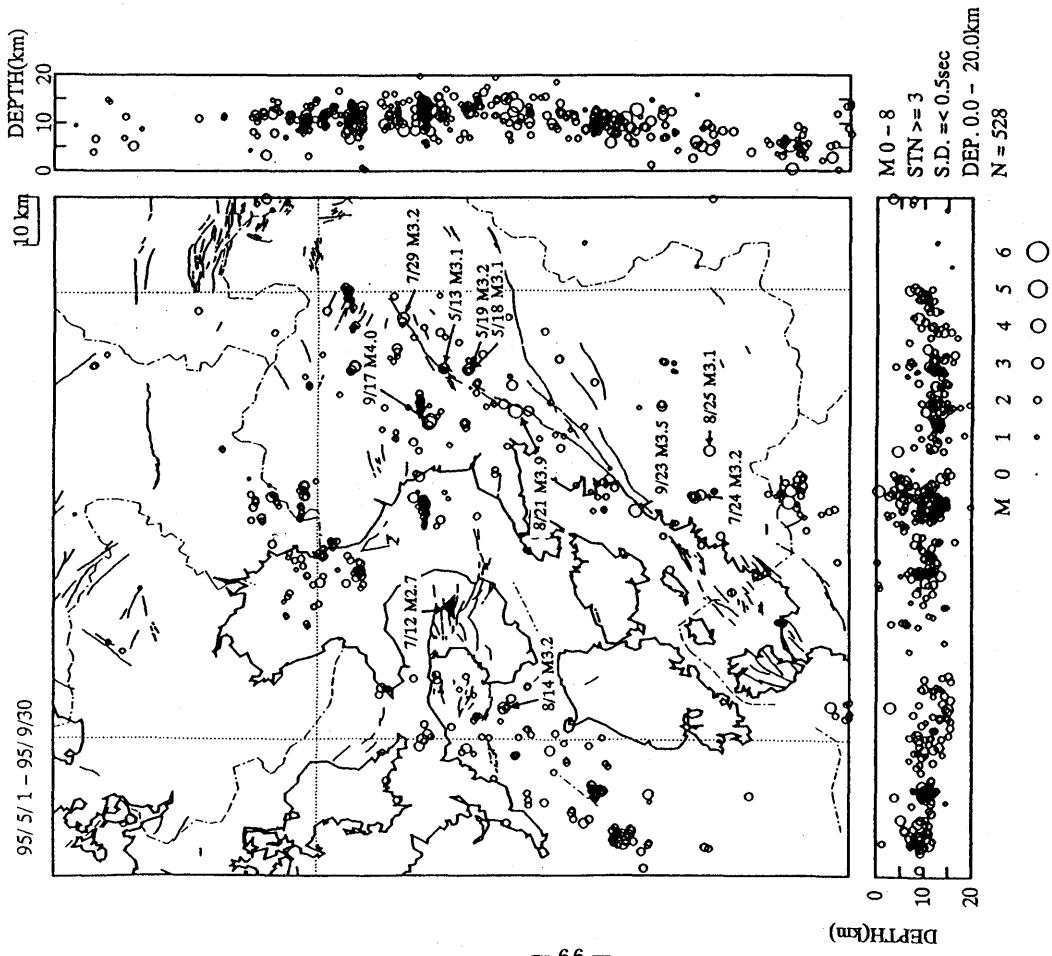 95/ 5/ 1 – 95/ 9/30
10 km
DEPTH(km)
0 10 20
9/17 M4.0
7/29 M3.2
5/13 M3.1
5/19 M3.2
5/18 M3.1
7/12 M2.7
8/21 M3.9
8/14 M3.2
9/23 M3.5
8/25 M3.1
7/24 M3.2
DEPTH(km)
0
10
20
M 0 – 8
STN >= 3
S.D. =< 0.5sec
DEP. 0.0 – 20.0km
N = 528
M 0 1 2 3 4 5 6